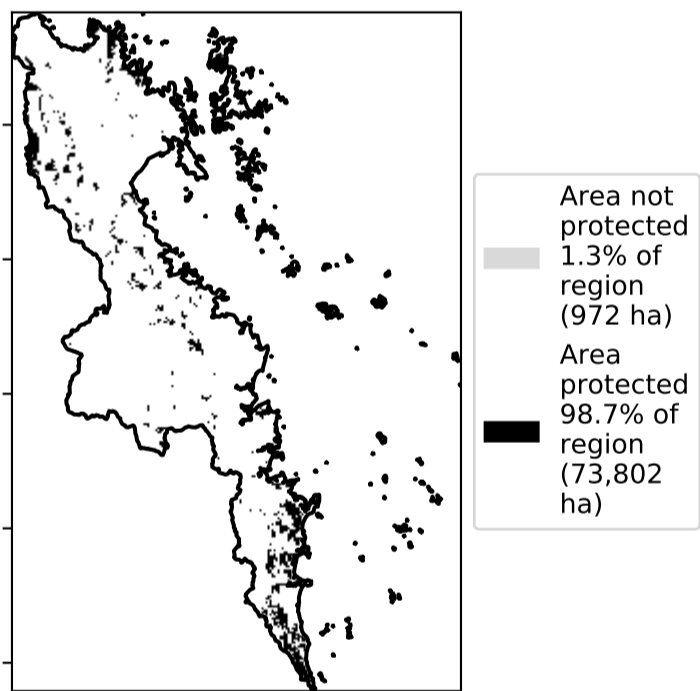 Area not
protected
1.3% of
region
(972 ha)
Area
protected
98.7% of
region
(73,802
ha)